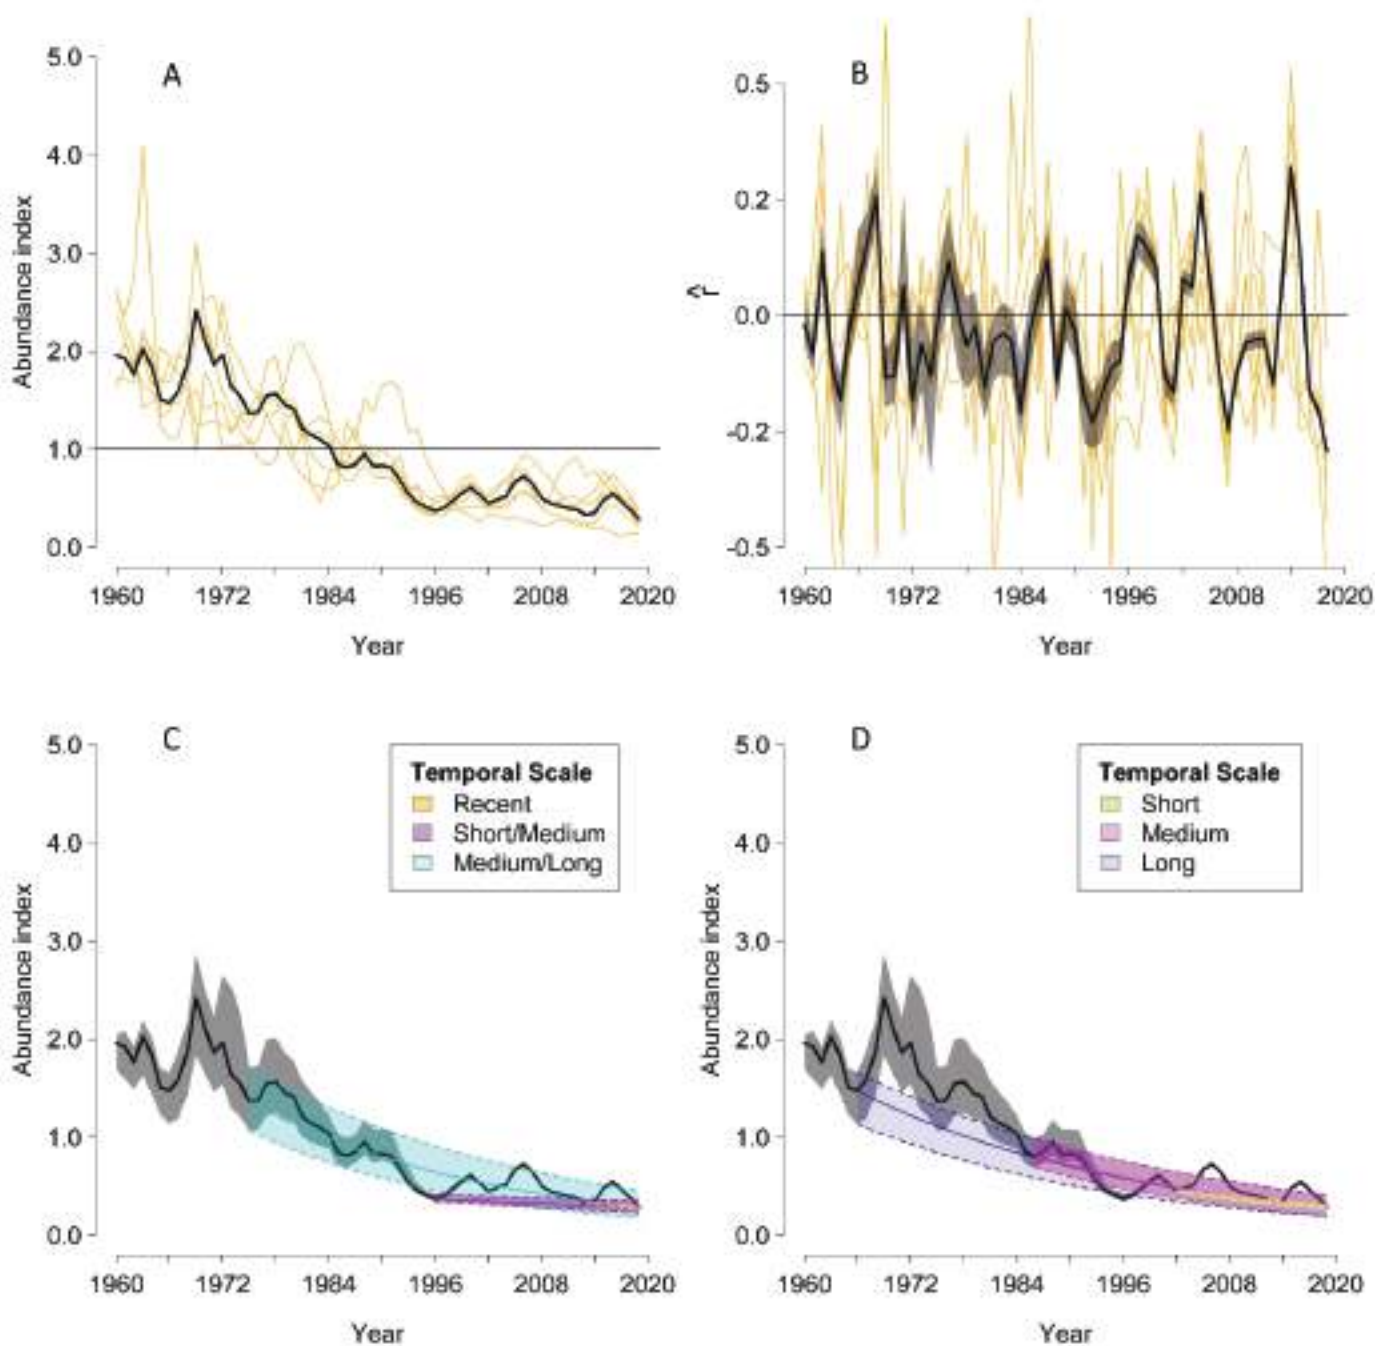 A
5.0
4.0
3.0
2.0
1.0
0.0
Abundance index
1960 1972 1984 1996 2008 2020
Year
B
0.5
0.2
0.0
-0.2
-0.5
r̂
1960 1972 1984 1996 2008 2020
Year
C
5.0
4.0
3.0
2.0
1.0
0.0
Abundance index
Temporal Scale
Recent
Short/Medium
Medium/Long
1960 1972 1984 1996 2008 2020
Year
D
5.0
4.0
3.0
2.0
1.0
0.0
Abundance index
Temporal Scale
Short
Medium
Long
1960 1972 1984 1996 2008 2020
Year